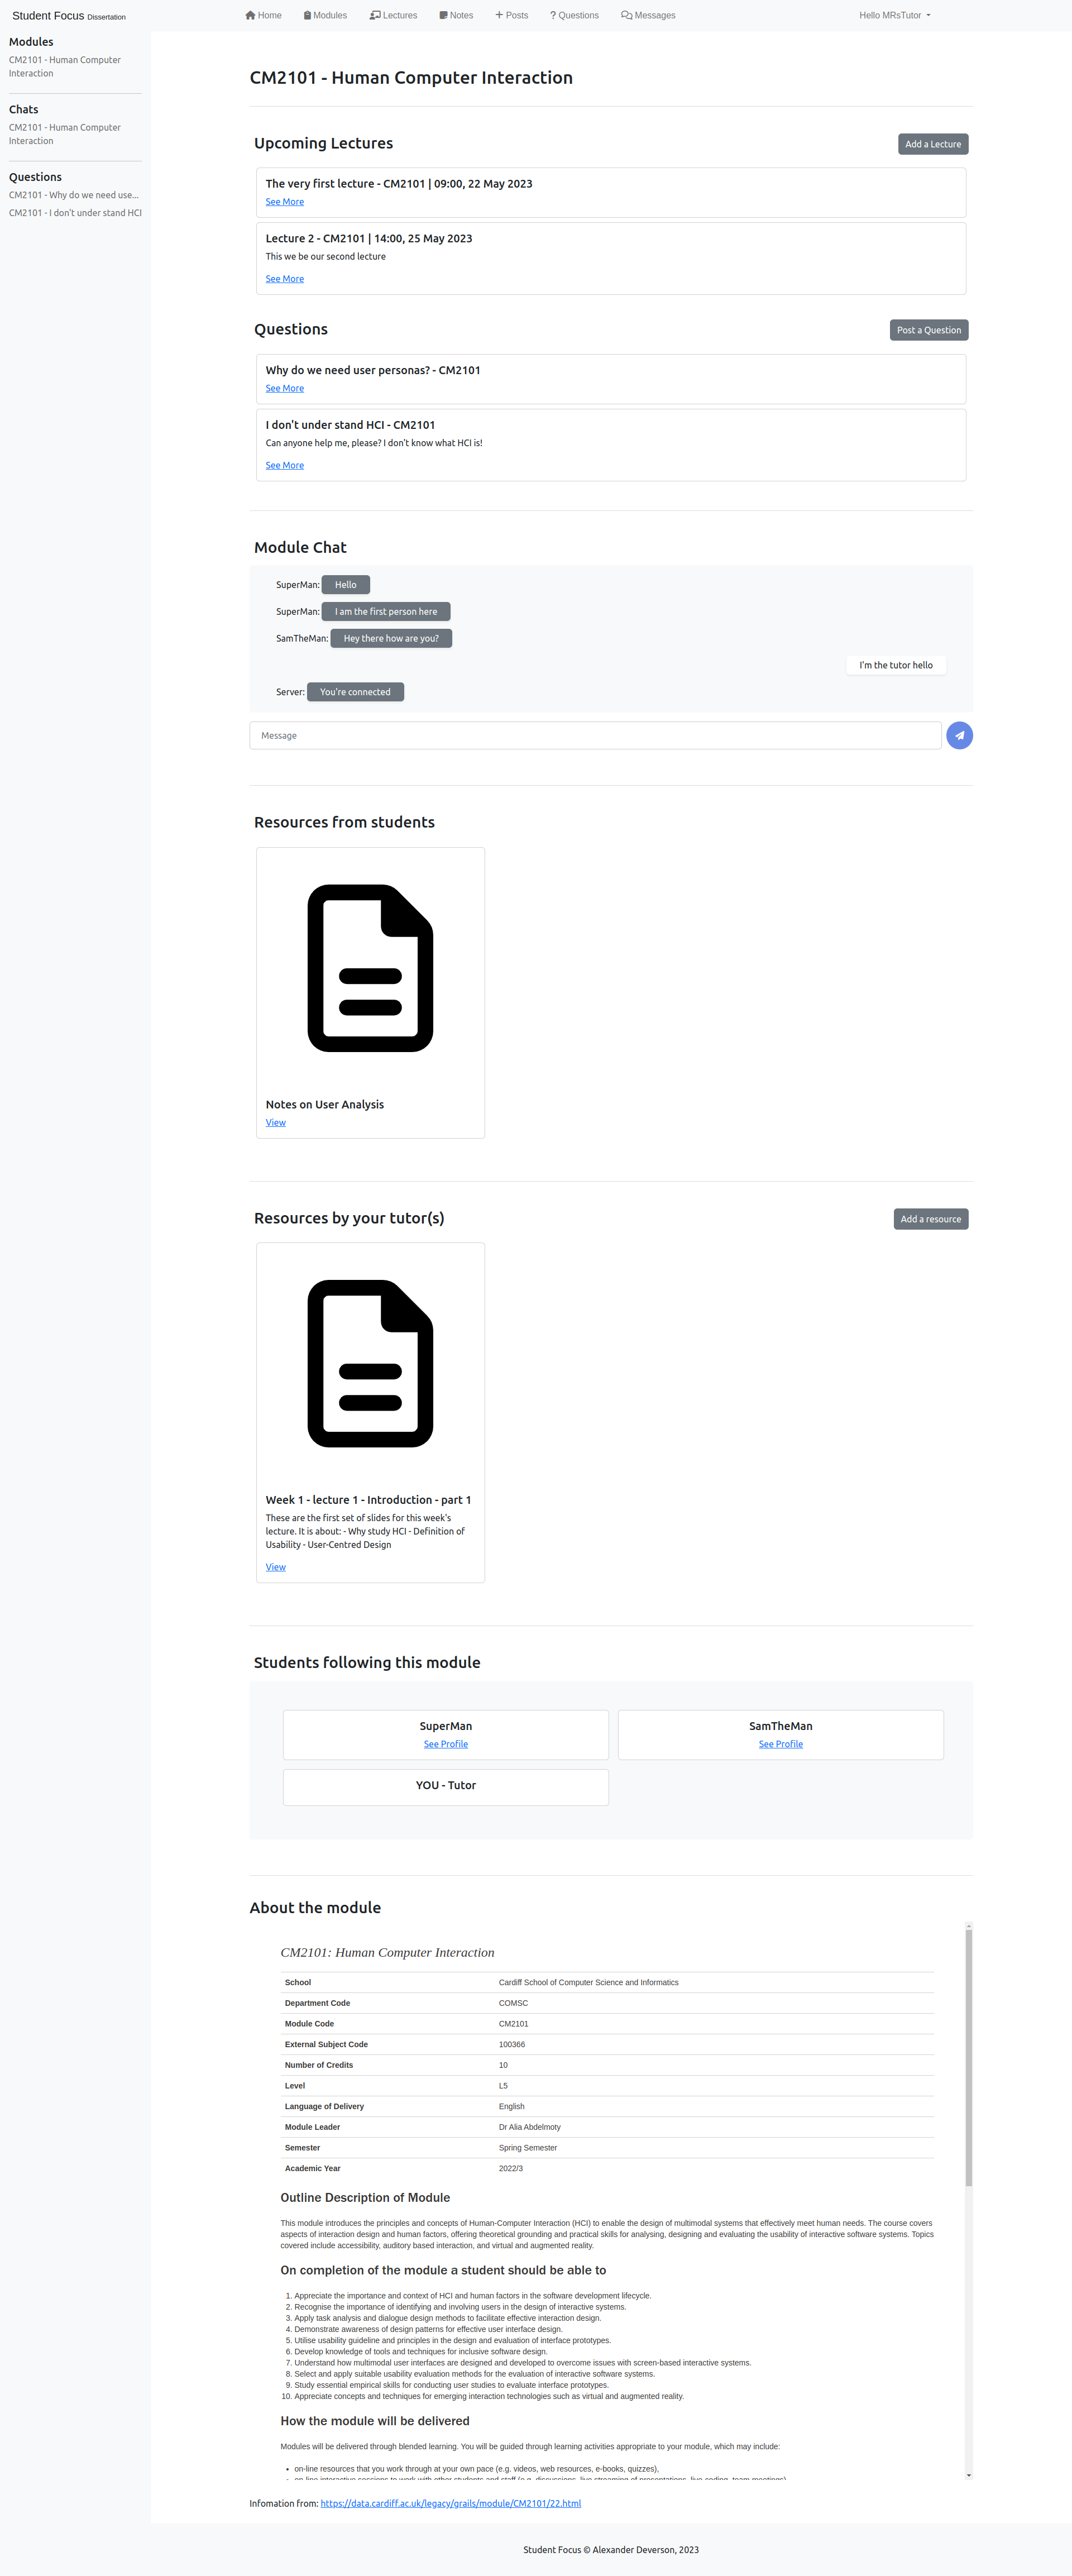 Student Focus Dissertation
Home Modules Lectures Notes Posts Questions Messages
Hello MRsTutor
Modules
CM2101 - Human Computer
Interaction
Chats
CM2101 - Human Computer
Interaction
Questions
CM2101 - Why do we need use...
CM2101 - I don't under stand HCI
CM2101 - Human Computer Interaction
Upcoming Lectures
Add a Lecture
The very first lecture - CM2101 | 09:00, 22 May 2023
See More
Lecture 2 - CM2101 | 14:00, 25 May 2023
This we be our second lecture
See More
Questions
Post a Question
Why do we need user personas? - CM2101
See More
I don't under stand HCI - CM2101
Can anyone help me, please? I don't know what HCI is!
See More
Module Chat
SuperMan: Hello
SuperMan: I am the first person here
SamTheMan: Hey there how are you?
I'm the tutor hello
Server: You're connected
Message
Resources from students
Notes on User Analysis
View
Resources by your tutor(s)
Add a resource
Week 1 - lecture 1 - Introduction - part 1
These are the first set of slides for this week's
lecture. It is about: - Why study HCI - Definition of
Usability - User-Centred Design
View
Students following this module
SuperMan
See Profile
SamTheMan
See Profile
YOU - Tutor
About the module
CM2101: Human Computer Interaction
School Cardiff School of Computer Science and Informatics
Department Code COMSC
Module Code CM2101
External Subject Code 100366
Number of Credits 10
Level L5
Language of Delivery English
Module Leader Dr Alia Abdelmoty
Semester Spring Semester
Academic Year 2022/3
Outline Description of Module
This module introduces the principles and concepts of Human-Computer Interaction (HCI) to enable the design of multimodal systems that effectively meet human needs. The course covers
aspects of interaction design and human factors, offering theoretical grounding and practical skills for analysing, designing and evaluating the usability of interactive software systems. Topics
covered include accessibility, auditory based interaction, and virtual and augmented reality.
On completion of the module a student should be able to
1. Appreciate the importance and context of HCI and human factors in the software development lifecycle.
2. Recognise the importance of identifying and involving users in the design of interactive systems.
3. Apply task analysis and dialogue design methods to facilitate effective interaction design.
4. Demonstrate awareness of design patterns for effective user interface design.
5. Utilise usability guideline and principles in the design and evaluation of interface prototypes.
6. Develop knowledge of tools and techniques for inclusive software design.
7. Understand how multimodal user interfaces are designed and developed to overcome issues with screen-based interactive systems.
8. Select and apply suitable usability evaluation methods for the evaluation of interactive software systems.
9. Study essential empirical skills for conducting user studies to evaluate interface prototypes.
10. Appreciate concepts and techniques for emerging interaction technologies such as virtual and augmented reality.
How the module will be delivered
Modules will be delivered through blended learning. You will be guided through learning activities appropriate to your module, which may include:
• on-line resources that you work through at your own pace (e.g. videos, web resources, e-books, quizzes),
• on-line interactive sessions to work with other students and staff (e.g. discussions, live streaming of presentations, live-coding, team meetings)
Infomation from: https://data.cardiff.ac.uk/legacy/grails/module/CM2101/22.html
Student Focus © Alexander Deverson, 2023